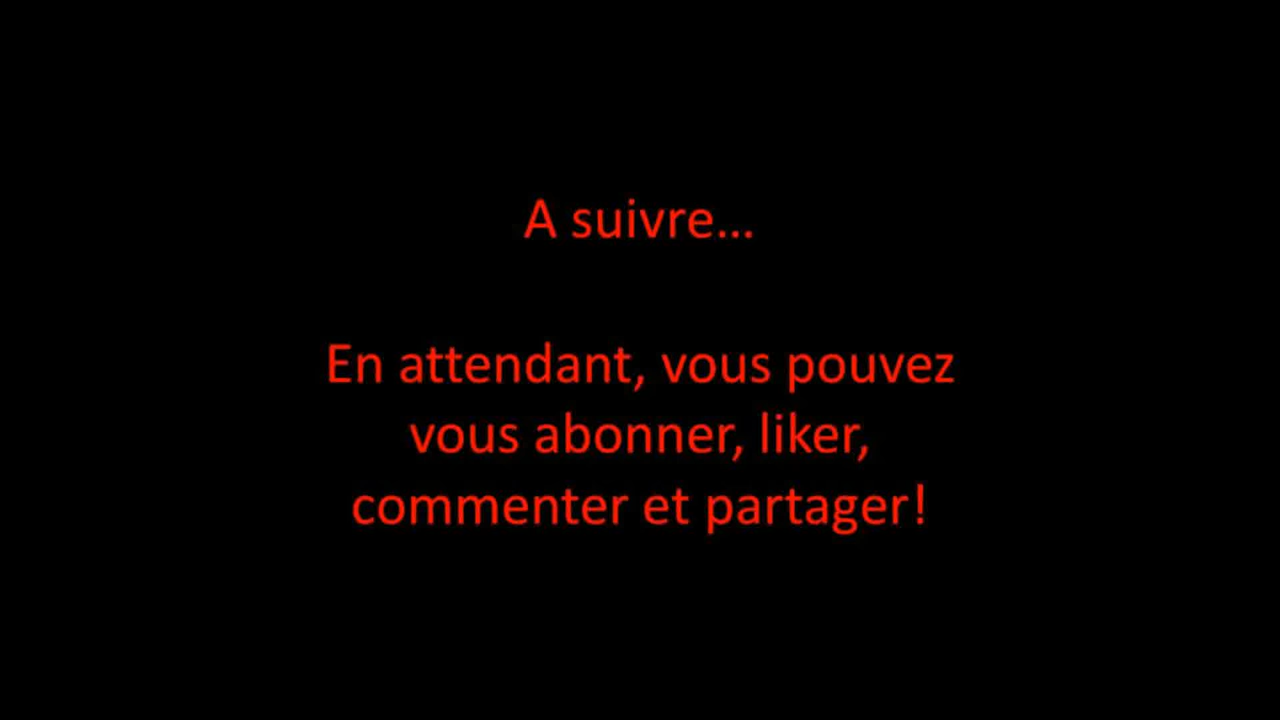 A suivre...
En attendant, vous pouvez
vous abonner, liker,
commenter et partager!